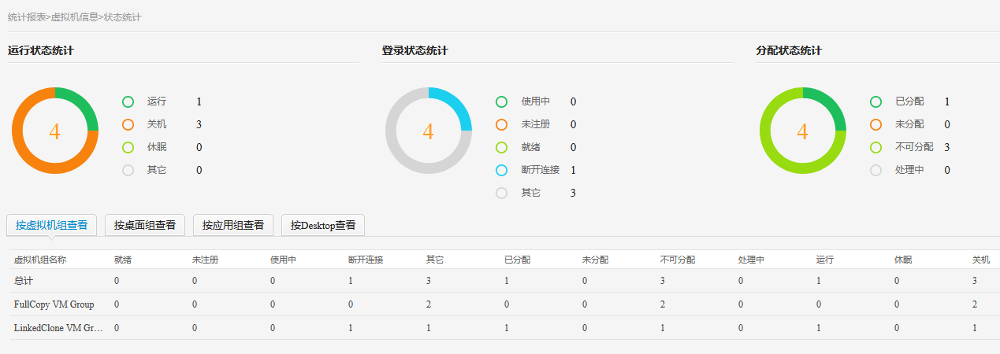 统计报表>虚拟机信息>状态统计
运行状态统计 登录状态统计 分配状态统计
4
运行 1
关机 3
休眠 0
其它 0
4
使用中 0
未注册 0
就绪 0
断开连接 1
其它 3
4
已分配 1
未分配 0
不可分配 3
处理中 0
按虚拟机组查看 按桌面组查看 按应用组查看 按Desktop查看
虚拟机组名称 就绪 未注册 使用中 断开连接 其它 已分配 未分配 不可分配 处理中 运行 休眠 关机
总计 0 0 0 1 3 1 0 3 0 1 0 3
FullCopy VM Group 0 0 0 0 2 0 0 2 0 0 0 2
LinkedClone VM Gr... 0 0 0 1 1 1 0 1 0 1 0 1